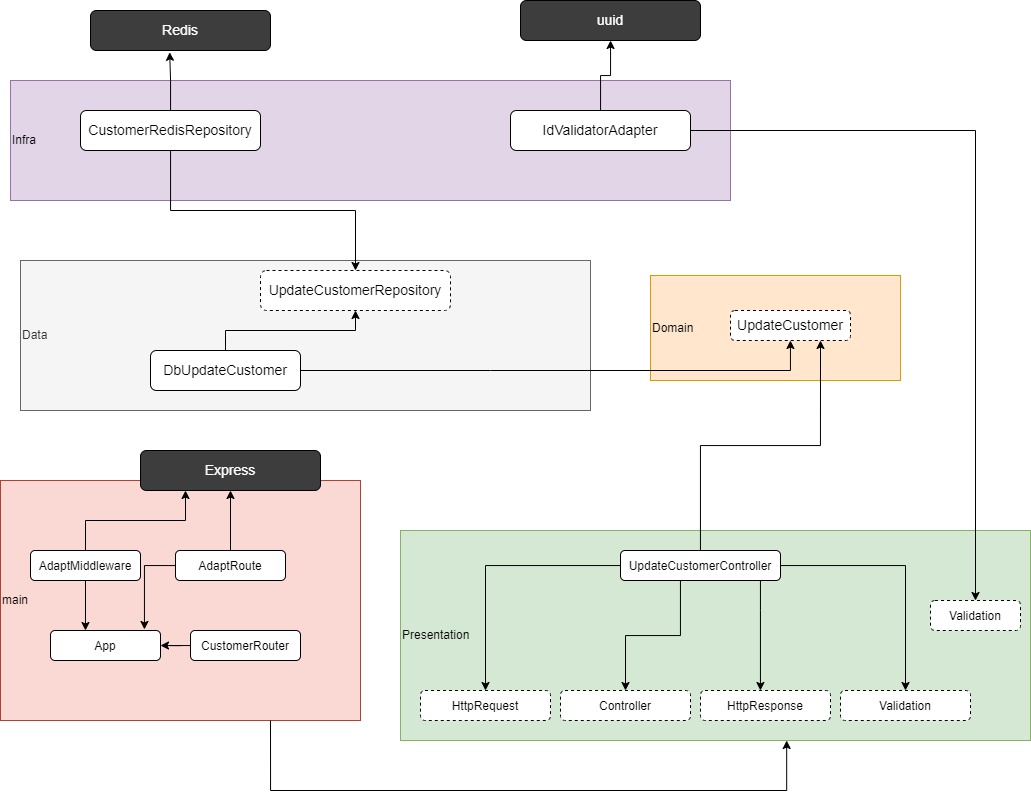 Redis
uuid
Infra
CustomerRedisRepository
IdValidatorAdapter
UpdateCustomerRepository
Data
DbUpdateCustomer
Domain
UpdateCustomer
Express
AdaptMiddleware
AdaptRoute
main
App
CustomerRouter
UpdateCustomerController
Validation
Presentation
HttpRequest
Controller
HttpResponse
Validation